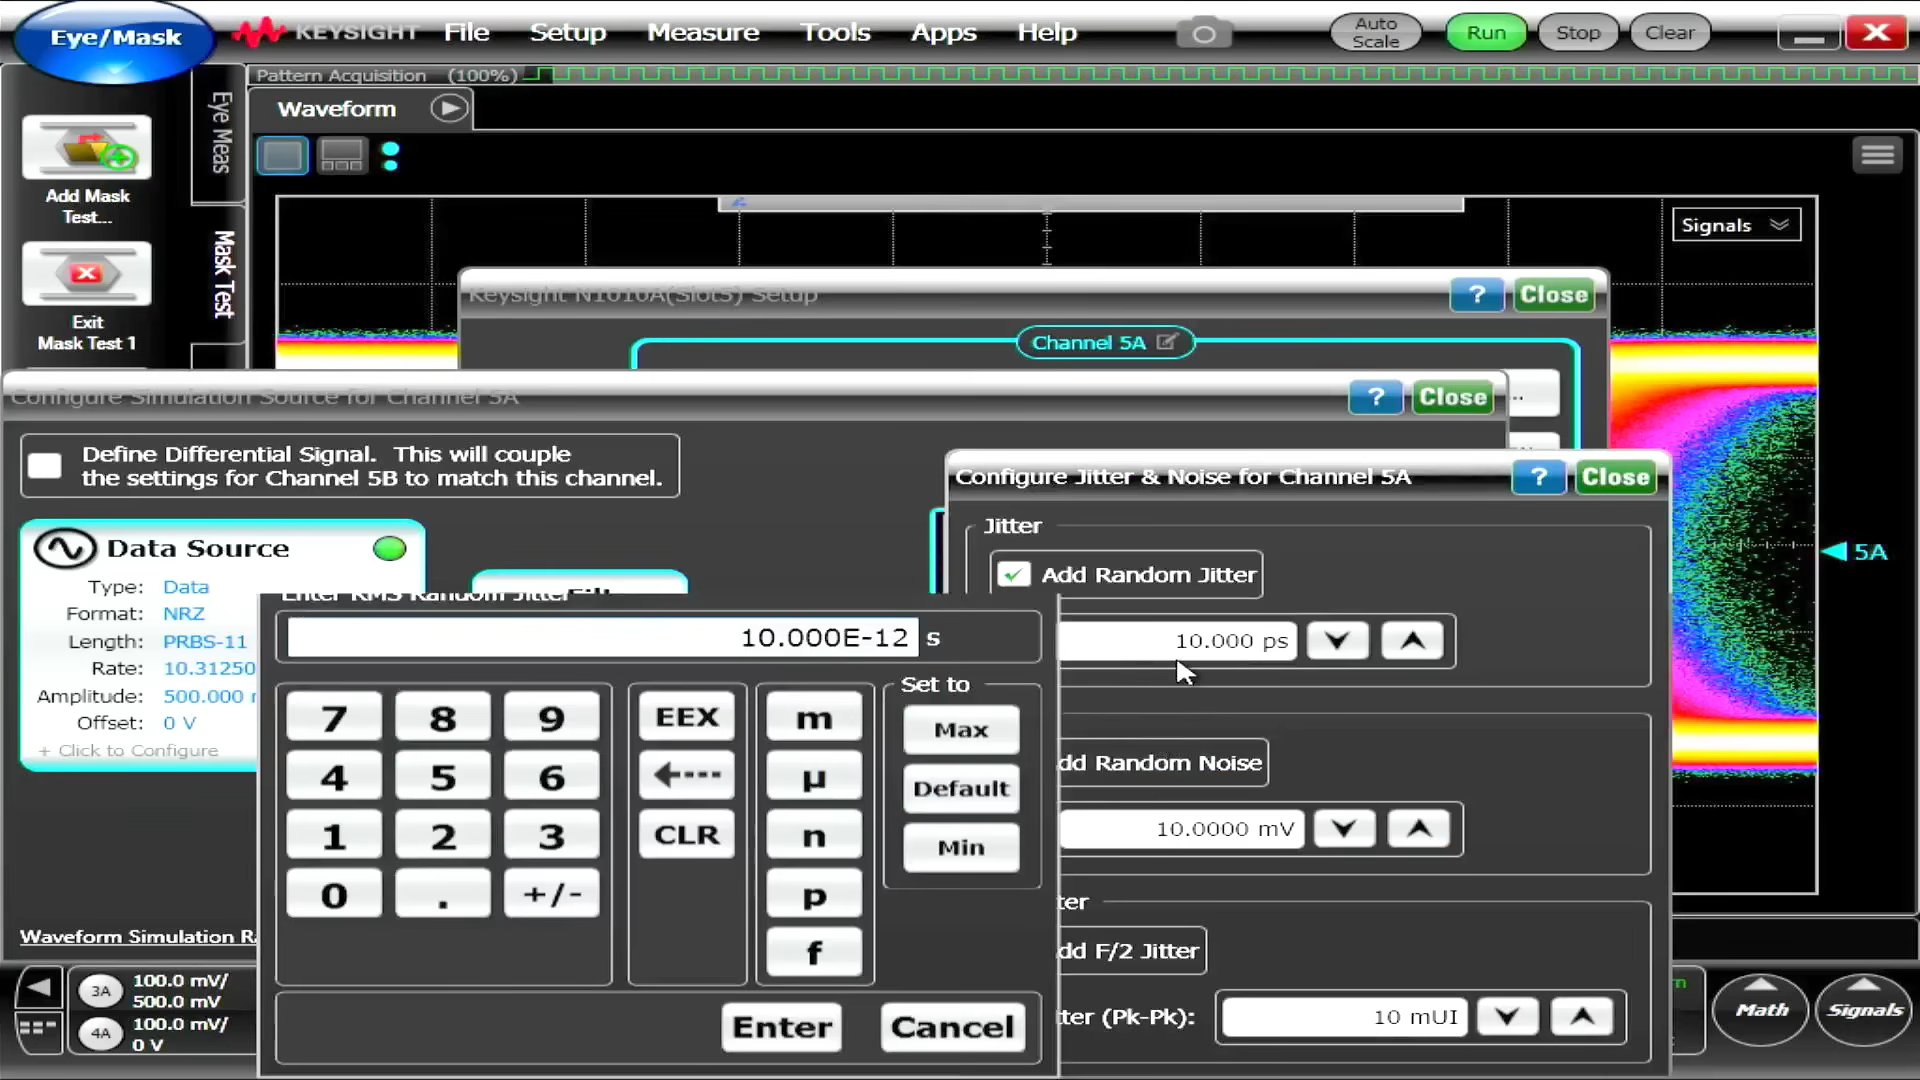 Eye/Mask
KEYSIGHT
File
Setup
Measure
Tools
Apps
Help
Auto
Scale
Run
Stop
Clear
Pattern Acquisition (100%)
Waveform
Eye Meas
Mask Test
Add Mask
Test...
Exit
Mask Test 1
Signals
Keysight N1010A(Slot5) Setup
?
Close
Channel 5A
Configure Simulation Source for Channel 5A
?
Close
Define Differential Signal. This will couple
the settings for Channel 5B to match this channel.
Configure Jitter & Noise for Channel 5A
?
Close
5A
Data Source
Type: Data
Format: NRZ
Length: PRBS-11
Rate: 10.31250
Amplitude: 500.000
Offset: 0 V
+ Click to Configure
Jitter
Add Random Jitter
10.000 ps
dd Random Noise
10.0000 mV
ter
dd F/2 Jitter
ter (Pk-Pk):
10 mUI
Enter RMS Random Jitter
10.000E-12 s
7 8 9
4 5 6
1 2 3
0 . +/-
EEX
CLR
m
µ
n
p
f
Set to
Max
Default
Min
Enter
Cancel
Waveform Simulation
3A
100.0 mV/
500.0 mV
4A
100.0 mV/
0 V
Math
Signals